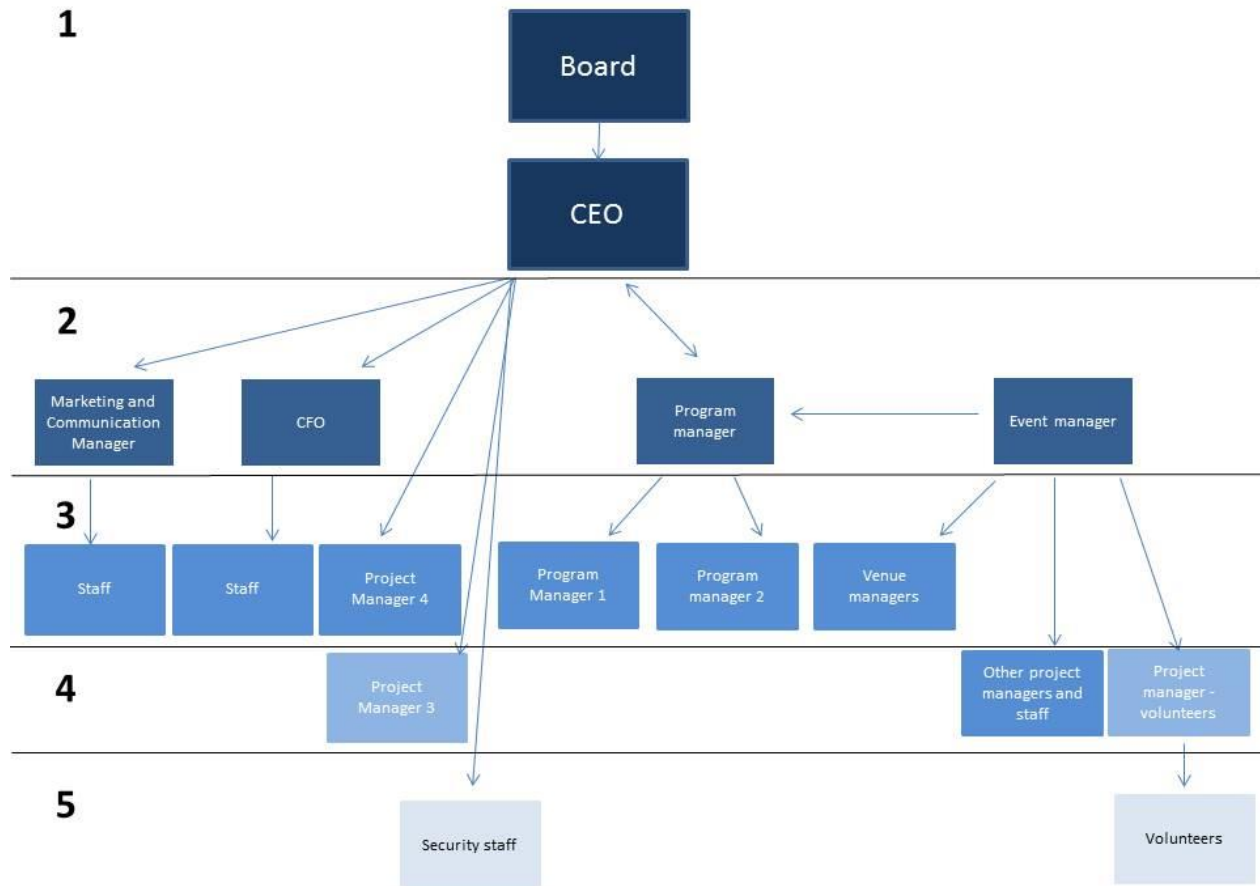 1
Board
CEO
2
Marketing and
Communication
Manager
CFO
Program
manager
Event manager
3
Staff
Staff
Project
Manager 4
Program
Manager 1
Program
manager 2
Venue
managers
4
Project
Manager 3
Other project
managers and
staff
Project
manager -
volunteers
5
Security staff
Volunteers